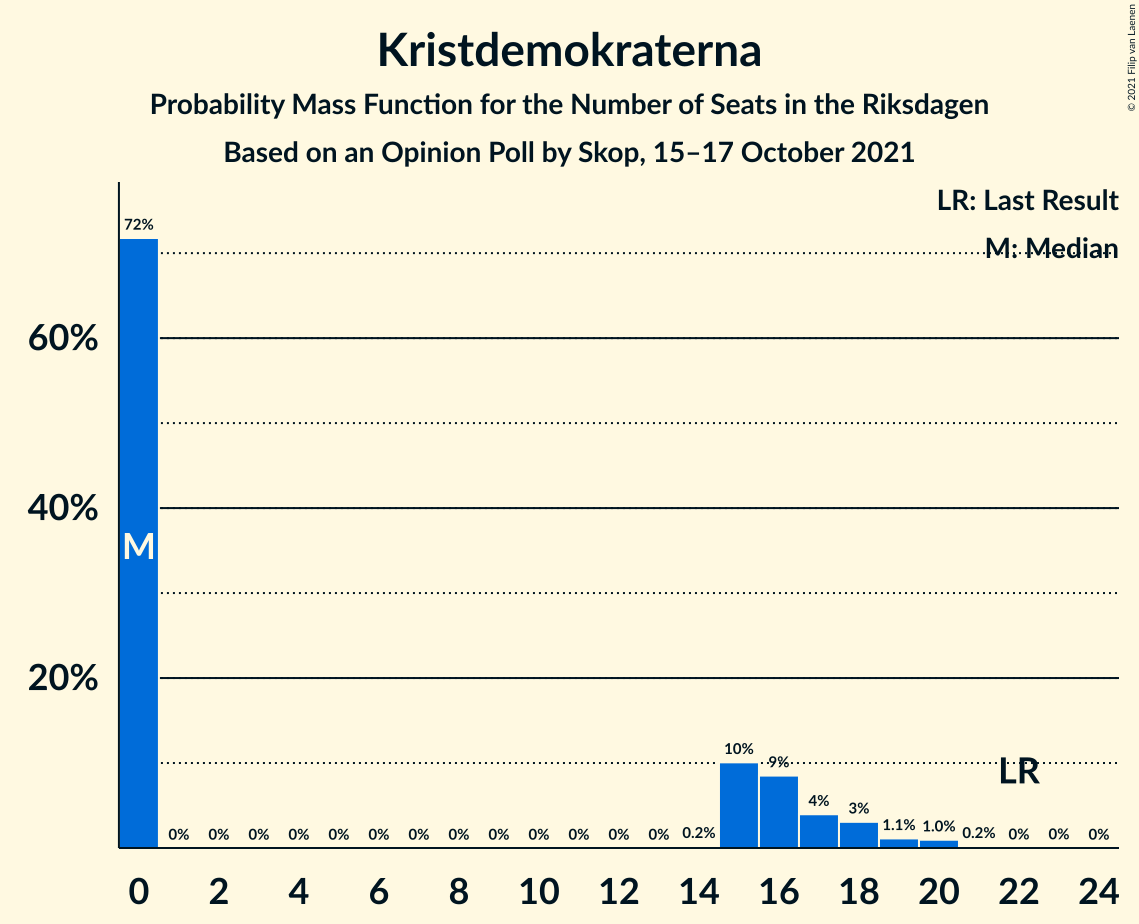 © 2021 Filip van Laenen
Kristdemokraterna
Probability Mass Function for the Number of Seats in the Riksdagen
Based on an Opinion Poll by Skop, 15–17 October 2021
LR: Last Result
M: Median
72%
60%
40%
M
20%
10%
9%
LR
4%
3%
0% 0% 0% 0% 0% 0% 0% 0% 0% 0% 0% 0% 0% 0.2% 1.1% 1.0% 0.2% 0% 0% 0%
0 2 4 6 8 10 12 14 16 18 20 22 24